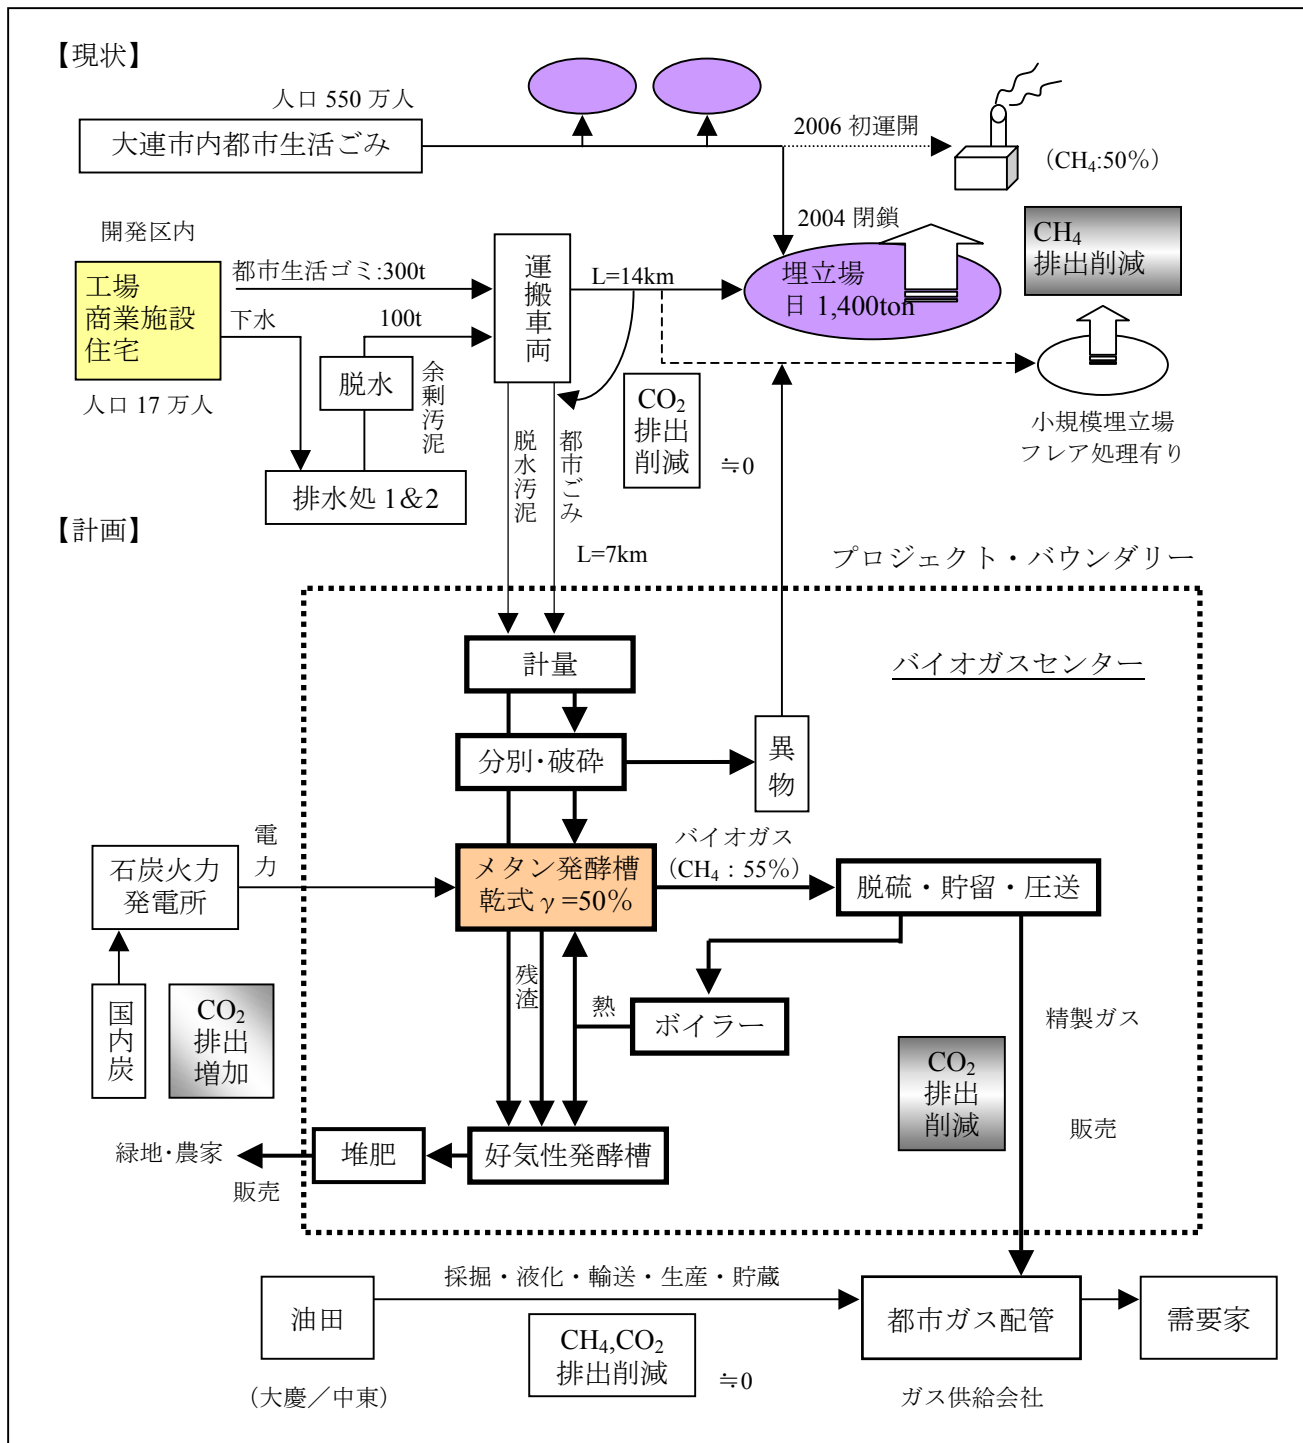 【現状】
人口 550 万人
大連市内都市生活ごみ
2006 初運開
（CH₄:50%）
開発区内
工場
商業施設
住宅
人口 17 万人
都市生活ゴミ:300t
下水
100t
脱水
余剰汚泥
排水処 1&2
運搬車両
L=14km
2004 閉鎖
埋立場
日 1,400ton
CH₄
排出削減
小規模埋立場
フレア処理有り
CO₂
排出
削減
≒0
脱水汚泥
都市ごみ
L=7km
【計画】
プロジェクト・バウンダリー
バイオガスセンター
計量
分別･破砕
異物
電力
石炭火力
発電所
国内炭
CO₂
排出
増加
メタン発酵槽
乾式 γ=50%
バイオガス
（CH₄：55%）
脱硫・貯留・圧送
残渣
熱
ボイラー
精製ガス
CO₂
排出
削減
販売
緑地･農家
販売
堆肥
好気性発酵槽
油田
（大慶／中東）
採掘・液化・輸送・生産・貯蔵
CH₄,CO₂
排出削減
≒0
都市ガス配管
ガス供給会社
需要家